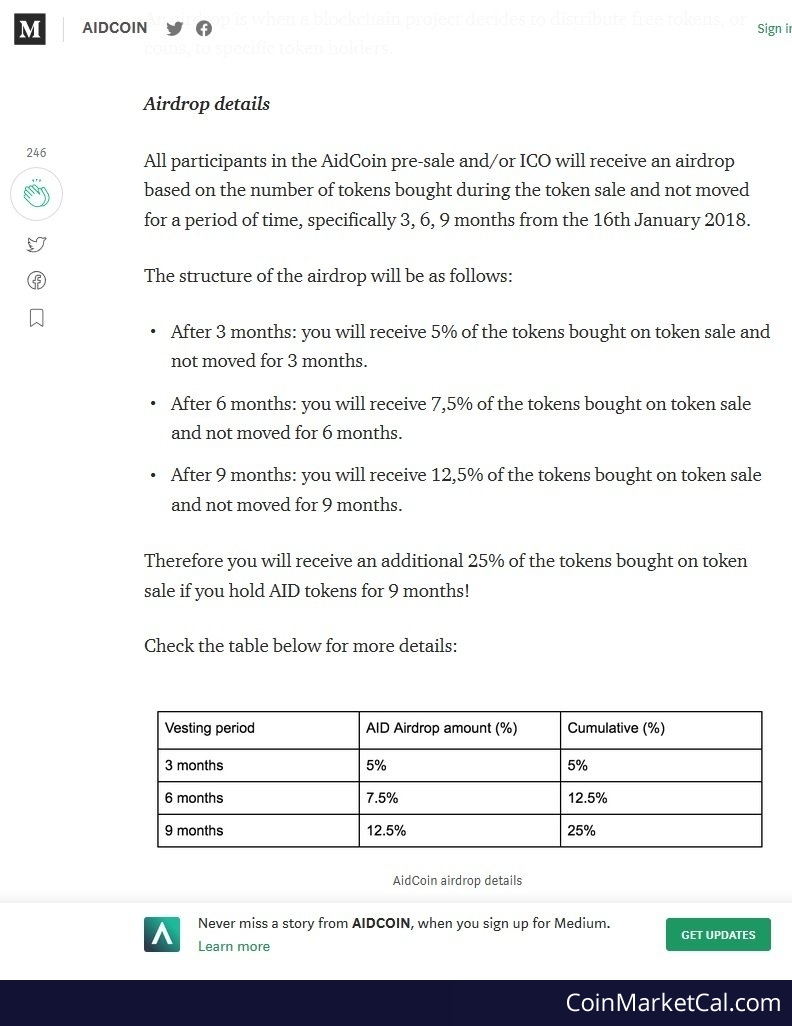 An airdrop is when a blockchain project decides to distribute free tokens, or
M AIDCOIN Sign in
coins, to specific token holders.
Airdrop details
246
All participants in the AidCoin pre-sale and/or ICO will receive an airdrop
based on the number of tokens bought during the token sale and not moved
for a period of time, specifically 3, 6, 9 months from the 16th January 2018.
The structure of the airdrop will be as follows:
• After 3 months: you will receive 5% of the tokens bought on token sale and
not moved for 3 months.
• After 6 months: you will receive 7,5% of the tokens bought on token sale
and not moved for 6 months.
• After 9 months: you will receive 12,5% of the tokens bought on token sale
and not moved for 9 months.
Therefore you will receive an additional 25% of the tokens bought on token
sale if you hold AID tokens for 9 months!
Check the table below for more details:
Vesting period AID Airdrop amount (%) Cumulative (%)
3 months 5% 5%
6 months 7.5% 12.5%
9 months 12.5% 25%
AidCoin airdrop details
Never miss a story from AIDCOIN, when you sign up for Medium.
Learn more
GET UPDATES
CoinMarketCal.com